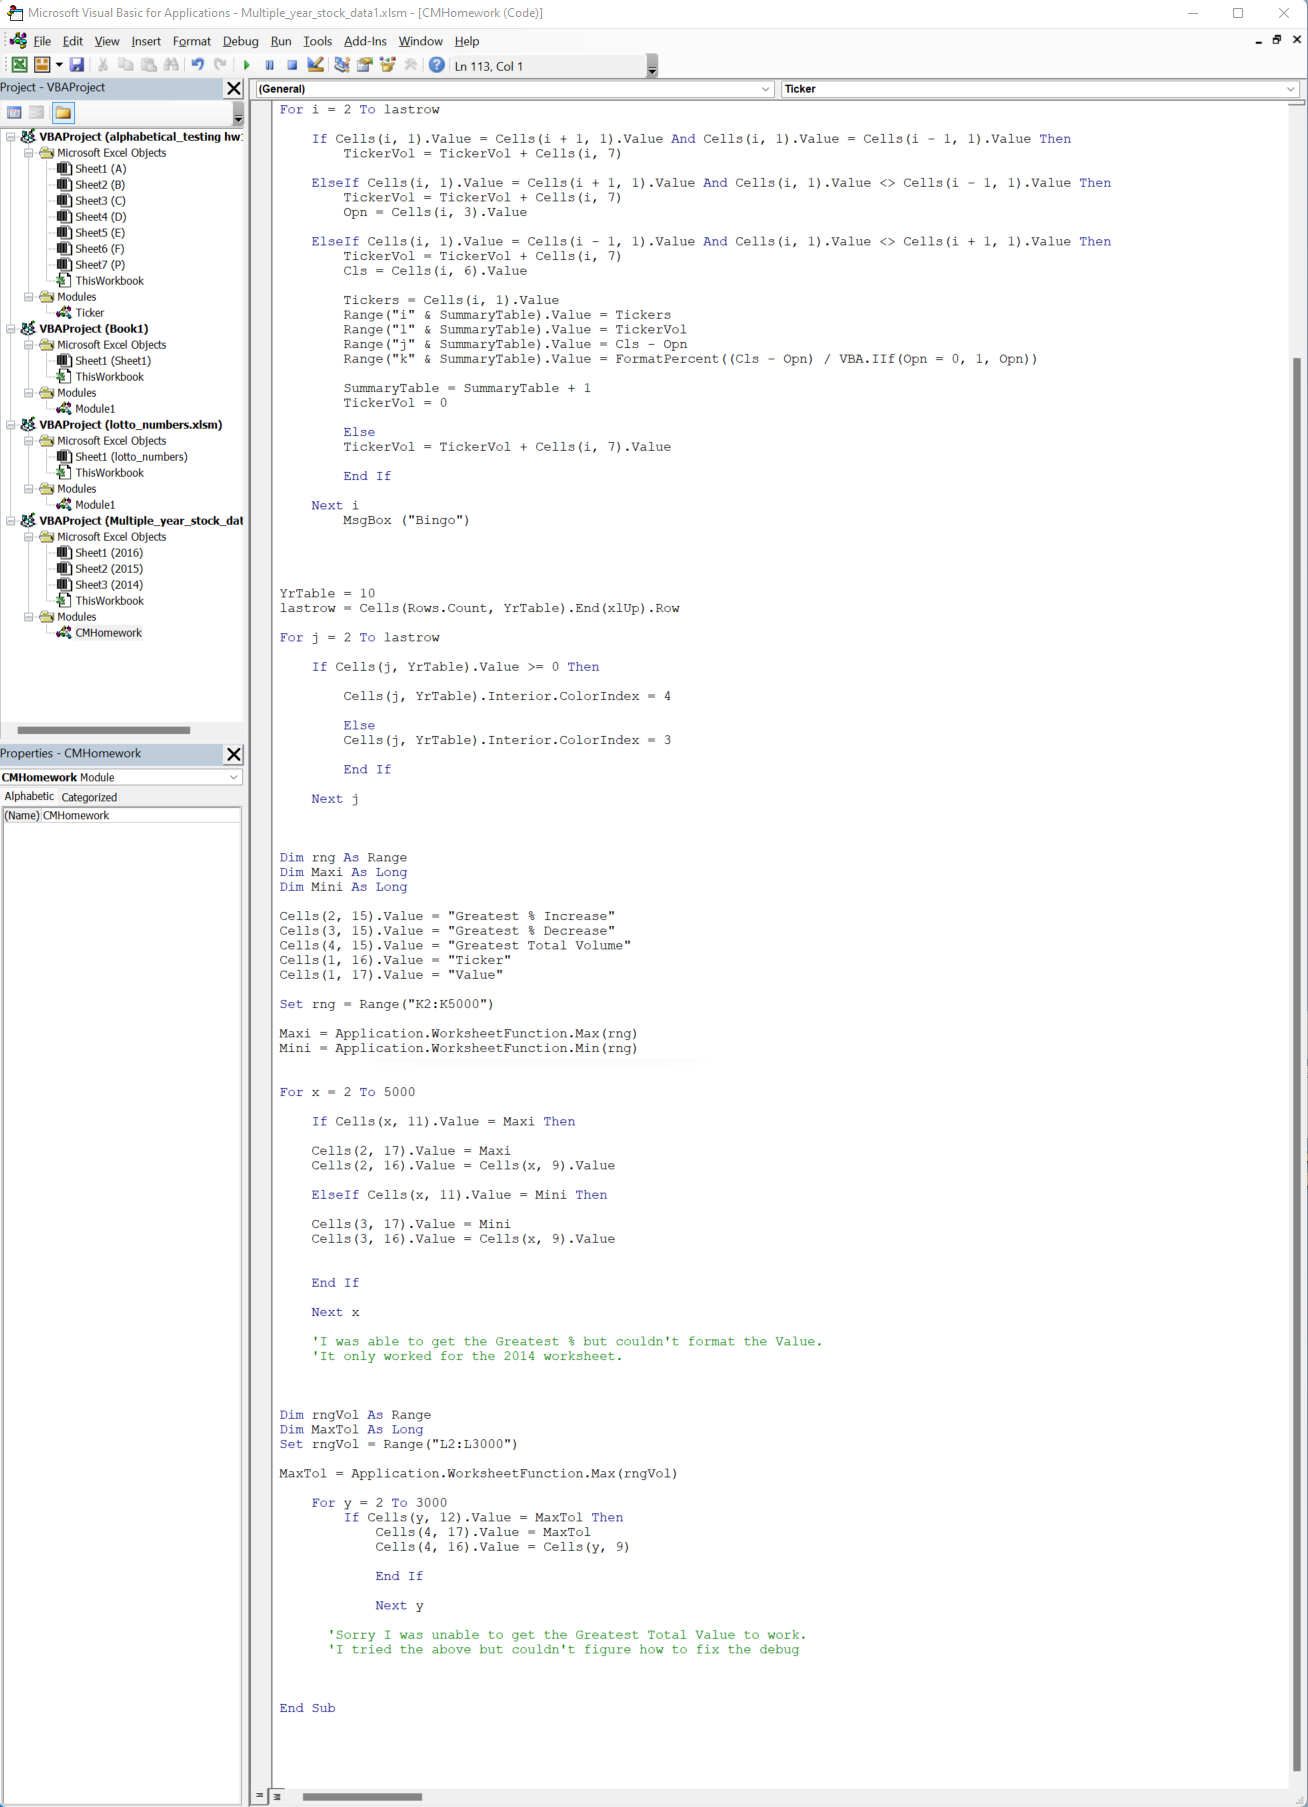 Microsoft Visual Basic for Applications - Multiple_year_stock_data1.xlsm - [CMHomework (Code)]
File Edit View Insert Format Debug Run Tools Add-Ins Window Help
Ln 113, Col 1
Project - VBAProject
VBAProject (alphabetical_testing hw
Microsoft Excel Objects
Sheet1 (A)
Sheet2 (B)
Sheet3 (C)
Sheet4 (D)
Sheet5 (E)
Sheet6 (F)
Sheet7 (P)
ThisWorkbook
Modules
Ticker
VBAProject (Book1)
Microsoft Excel Objects
Sheet1 (Sheet1)
ThisWorkbook
Modules
Module1
VBAProject (lotto_numbers.xlsm)
Microsoft Excel Objects
Sheet1 (lotto_numbers)
ThisWorkbook
Modules
Module1
VBAProject (Multiple_year_stock_dat
Microsoft Excel Objects
Sheet1 (2016)
Sheet2 (2015)
Sheet3 (2014)
ThisWorkbook
Modules
CMHomework
Properties - CMHomework
CMHomework Module
Alphabetic Categorized
(Name) CMHomework
(General) Ticker
For i = 2 To lastrow
If Cells(i, 1).Value = Cells(i + 1, 1).Value And Cells(i, 1).Value = Cells(i - 1, 1).Value Then
TickerVol = TickerVol + Cells(i, 7)
ElseIf Cells(i, 1).Value = Cells(i + 1, 1).Value And Cells(i, 1).Value <> Cells(i - 1, 1).Value Then
TickerVol = TickerVol + Cells(i, 7)
Opn = Cells(i, 3).Value
ElseIf Cells(i, 1).Value = Cells(i - 1, 1).Value And Cells(i, 1).Value <> Cells(i + 1, 1).Value Then
TickerVol = TickerVol + Cells(i, 7)
Cls = Cells(i, 6).Value
Tickers = Cells(i, 1).Value
Range("i" & SummaryTable).Value = Tickers
Range("l" & SummaryTable).Value = TickerVol
Range("j" & SummaryTable).Value = Cls - Opn
Range("k" & SummaryTable).Value = FormatPercent((Cls - Opn) / VBA.IIf(Opn = 0, 1, Opn))
SummaryTable = SummaryTable + 1
TickerVol = 0
Else
TickerVol = TickerVol + Cells(i, 7).Value
End If
Next i
MsgBox ("Bingo")
YrTable = 10
lastrow = Cells(Rows.Count, YrTable).End(xlUp).Row
For j = 2 To lastrow
If Cells(j, YrTable).Value >= 0 Then
Cells(j, YrTable).Interior.ColorIndex = 4
Else
Cells(j, YrTable).Interior.ColorIndex = 3
End If
Next j
Dim rng As Range
Dim Maxi As Long
Dim Mini As Long
Cells(2, 15).Value = "Greatest % Increase"
Cells(3, 15).Value = "Greatest % Decrease"
Cells(4, 15).Value = "Greatest Total Volume"
Cells(1, 16).Value = "Ticker"
Cells(1, 17).Value = "Value"
Set rng = Range("K2:K5000")
Maxi = Application.WorksheetFunction.Max(rng)
Mini = Application.WorksheetFunction.Min(rng)
For x = 2 To 5000
If Cells(x, 11).Value = Maxi Then
Cells(2, 17).Value = Maxi
Cells(2, 16).Value = Cells(x, 9).Value
ElseIf Cells(x, 11).Value = Mini Then
Cells(3, 17).Value = Mini
Cells(3, 16).Value = Cells(x, 9).Value
End If
Next x
'I was able to get the Greatest % but couldn't format the Value.
'It only worked for the 2014 worksheet.
Dim rngVol As Range
Dim MaxTol As Long
Set rngVol = Range("L2:L3000")
MaxTol = Application.WorksheetFunction.Max(rngVol)
For y = 2 To 3000
If Cells(y, 12).Value = MaxTol Then
Cells(4, 17).Value = MaxTol
Cells(4, 16).Value = Cells(y, 9)
End If
Next y
'Sorry I was unable to get the Greatest Total Value to work.
'I tried the above but couldn't figure how to fix the debug
End Sub